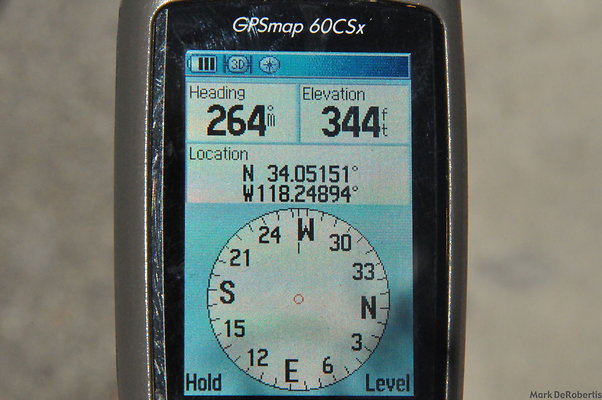 GPSmap 60CSx
3D
Heading Elevation
264°m 344ft
Location
N 34.05151°
W118.24894°
W
24 30
21 33
S N
15 3
12 6
E
Hold Level
Mark DeRobertis